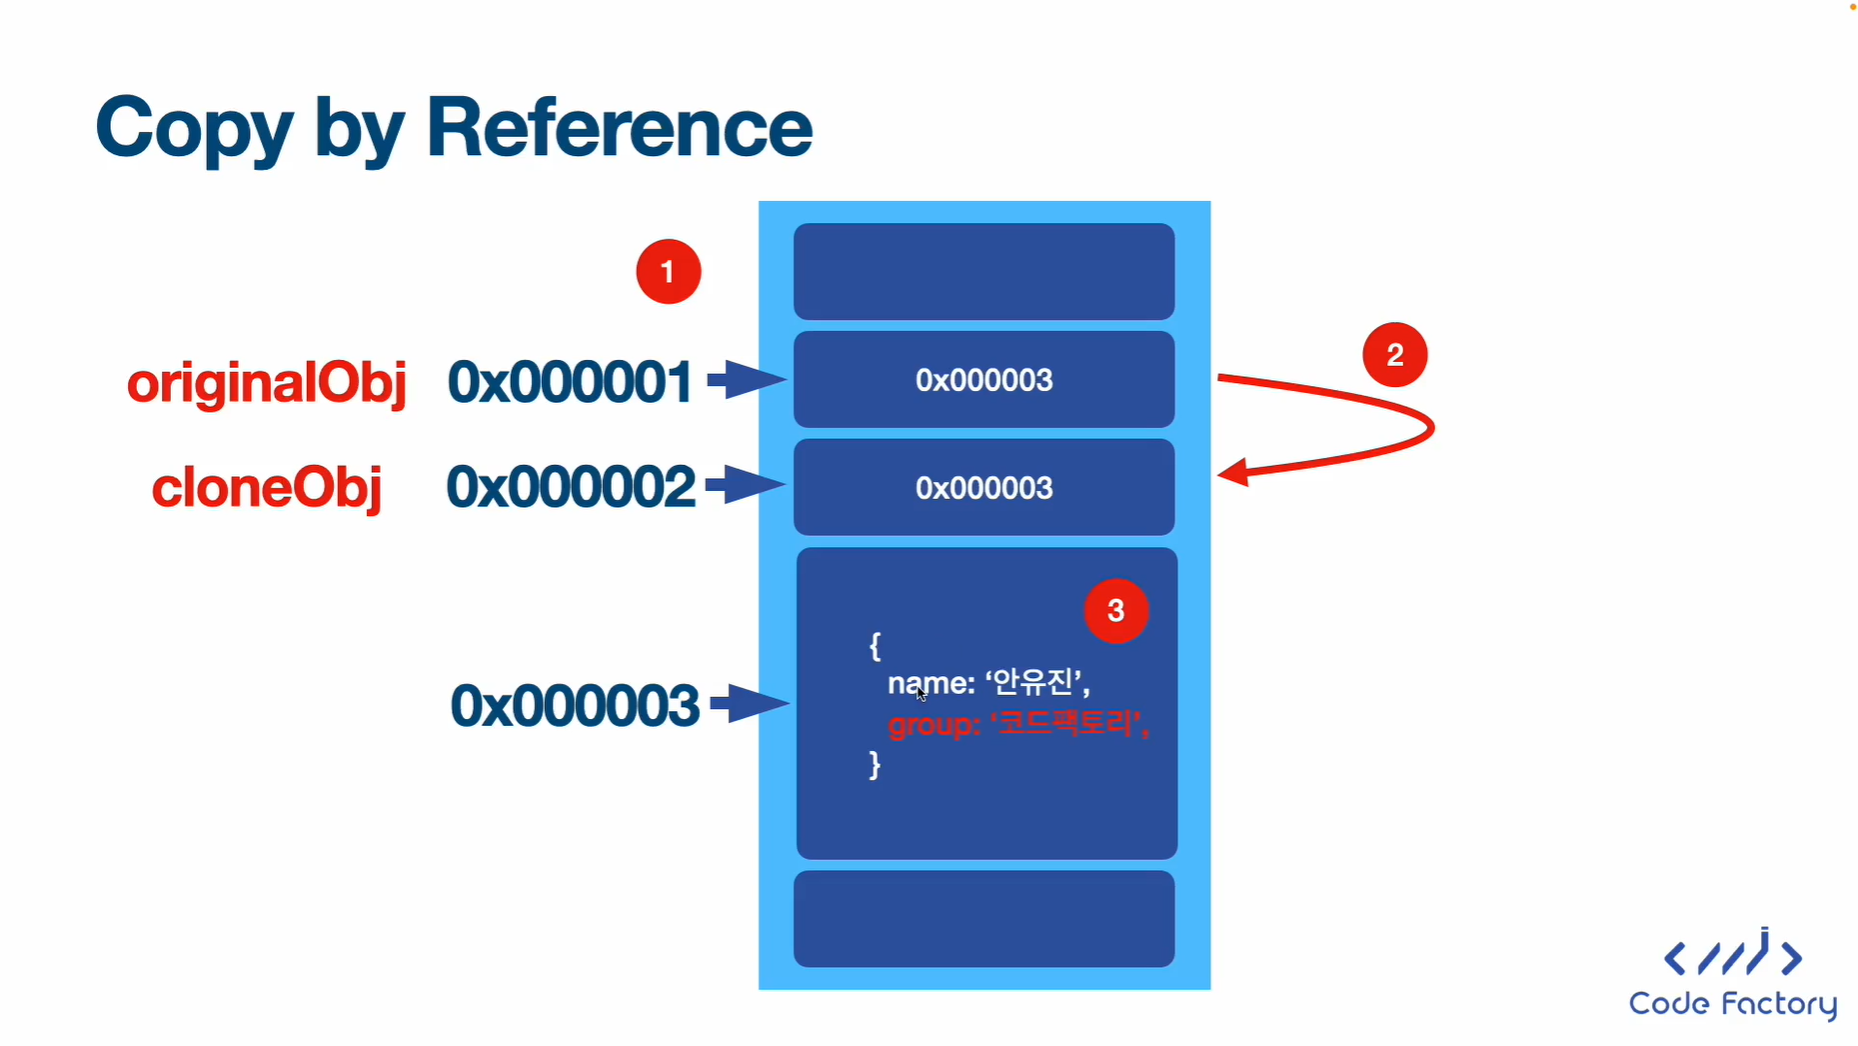 Copy by Reference
1
originalObj 0x000001 0x000003
2
cloneObj 0x000002 0x000003
3
{
name: ‘안유진’,
0x000003
group: ‘코드팩토리’,
}
Code Factory